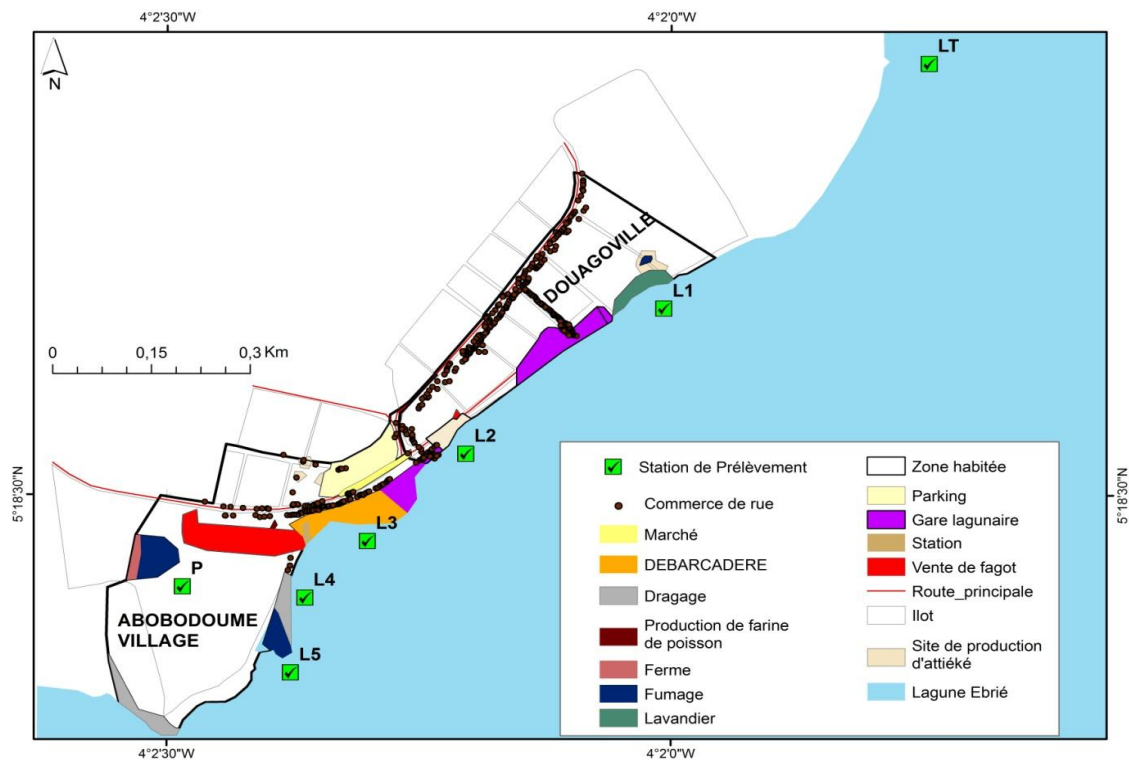 4°2'30"W
4°2'0"W
LT
N
DOUAGOVILLE
L1
0
0,15
0,3 Km
L2
5°18'30"N
5°18'30"N
L3
P
L4
ABOBODOUME
VILLAGE
L5
Station de Prélèvement
Commerce de rue
Marché
DEBARCADERE
Dragage
Production de farine
de poisson
Ferme
Fumage
Lavandier
Zone habitée
Parking
Gare lagunaire
Station
Vente de fagot
Route_principale
Ilot
Site de production
d'attiéké
Lagune Ebrié
4°2'30"W
4°2'0"W